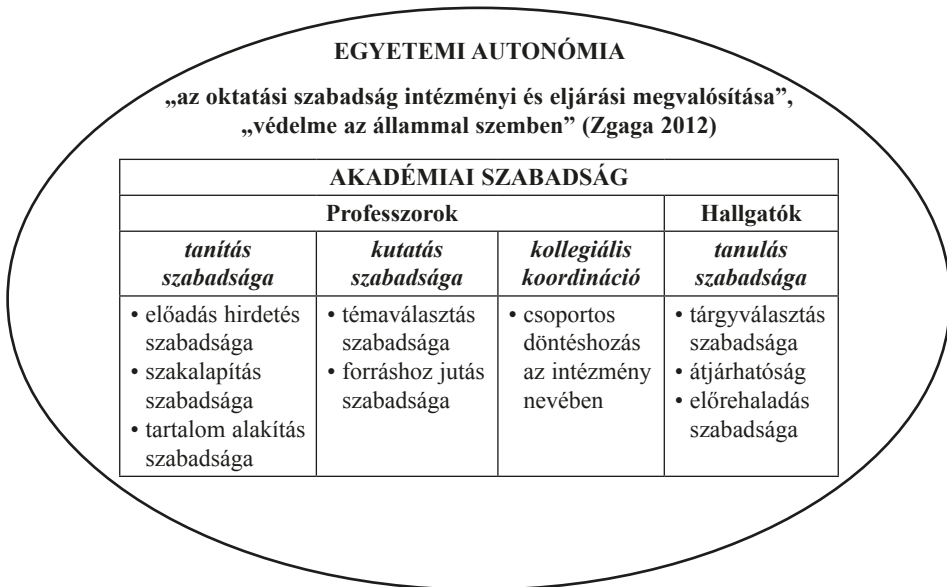 EGYETEMI AUTONÓMIA
„az oktatási szabadság intézményi és eljárási megvalósítása”,
„védelme az állammal szemben” (Zgaga 2012)
AKADÉMIAI SZABADSÁG
Professzorok
Hallgatók
tanítás
szabadsága
kutatás
szabadsága
kollegiális
koordináció
tanulás
szabadsága
• előadás hirdetés
szabadsága
• szakalapítás
szabadsága
• tartalom alakítás
szabadsága
• témaválasztás
szabadsága
• forráshoz jutás
szabadsága
• csoportos
döntéshozás
az intézmény
nevében
• tárgyválasztás
szabadsága
• átjárhatóság
• előrehaladás
szabadsága